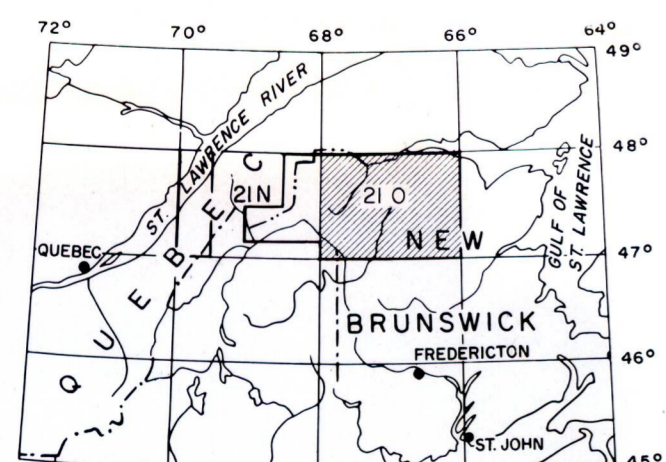 72° 70° 68° 66° 64°
49°
48°
ST. LAWRENCE RIVER
21N
21 O
GULF OF
ST. LAWRENCE
QUEBEC
NEW
47°
QUEBEC
BRUNSWICK
FREDERICTON
46°
ST. JOHN
45°